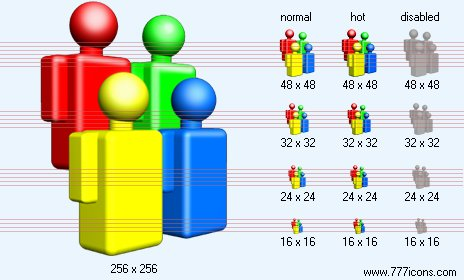 normal hot disabled
48 x 48 48 x 48 48 x 48
32 x 32 32 x 32 32 x 32
24 x 24 24 x 24 24 x 24
16 x 16 16 x 16 16 x 16
256 x 256
www.777icons.com